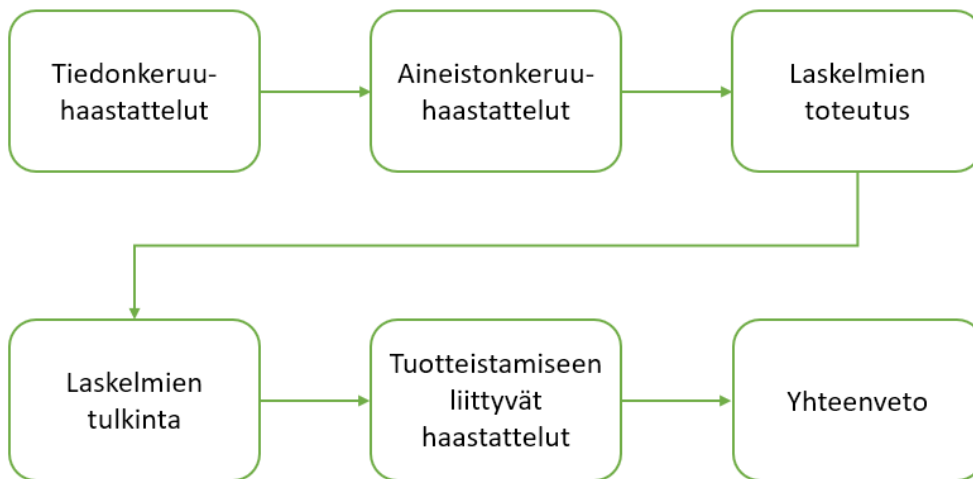 Tiedonkeruu-
haastattelut
Aineistonkeruu-
haastattelut
Laskelmien
toteutus
Laskelmien
tulkinta
Tuotteistamiseen
liittyvät
haastattelut
Yhteenveto